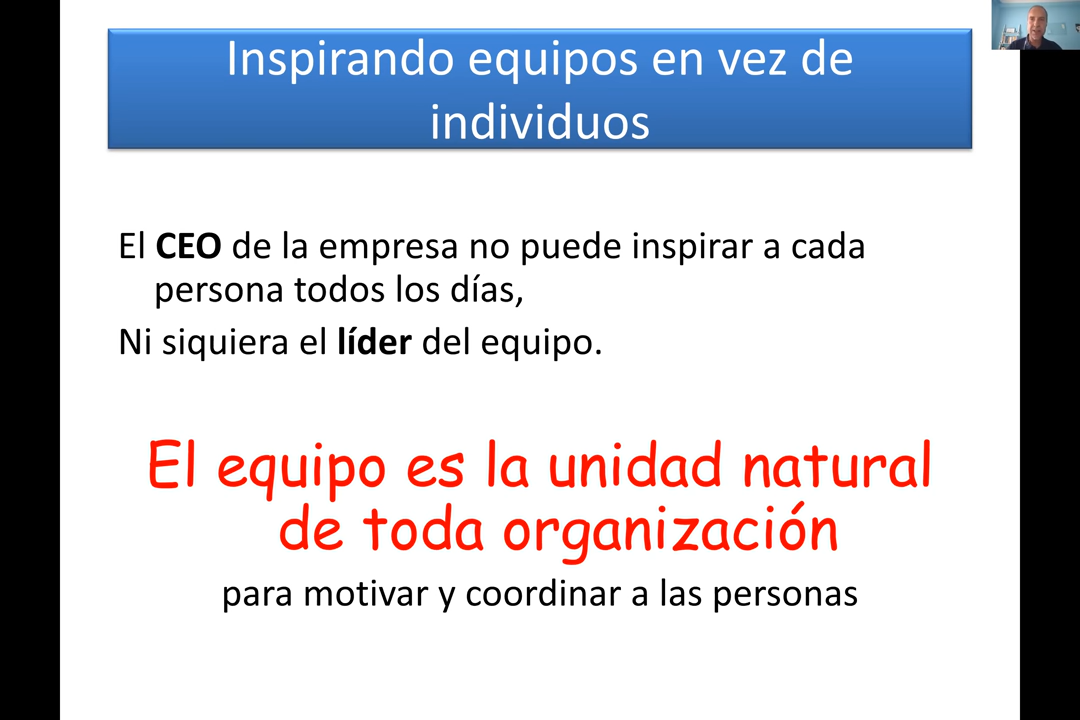 Inspirando equipos en vez de
individuos
El CEO de la empresa no puede inspirar a cada
persona todos los días,
Ni siquiera el líder del equipo.
El equipo es la unidad natural
de toda organización
para motivar y coordinar a las personas